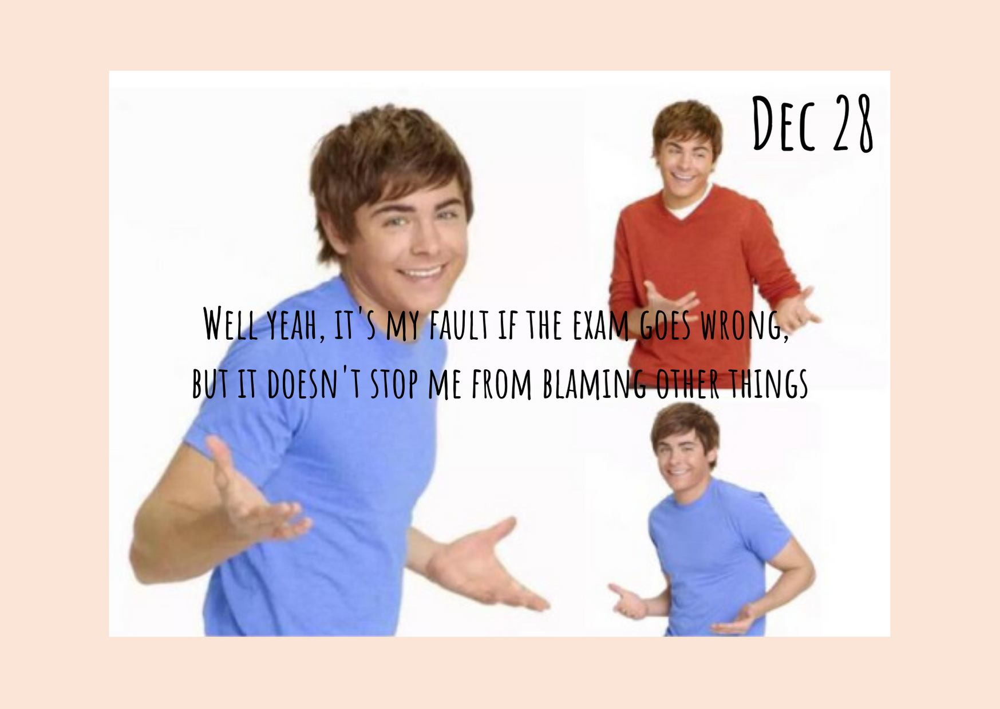 Dec 28
Well yeah, it's my fault if the exam goes wrong,
but it doesn't stop me from blaming other things